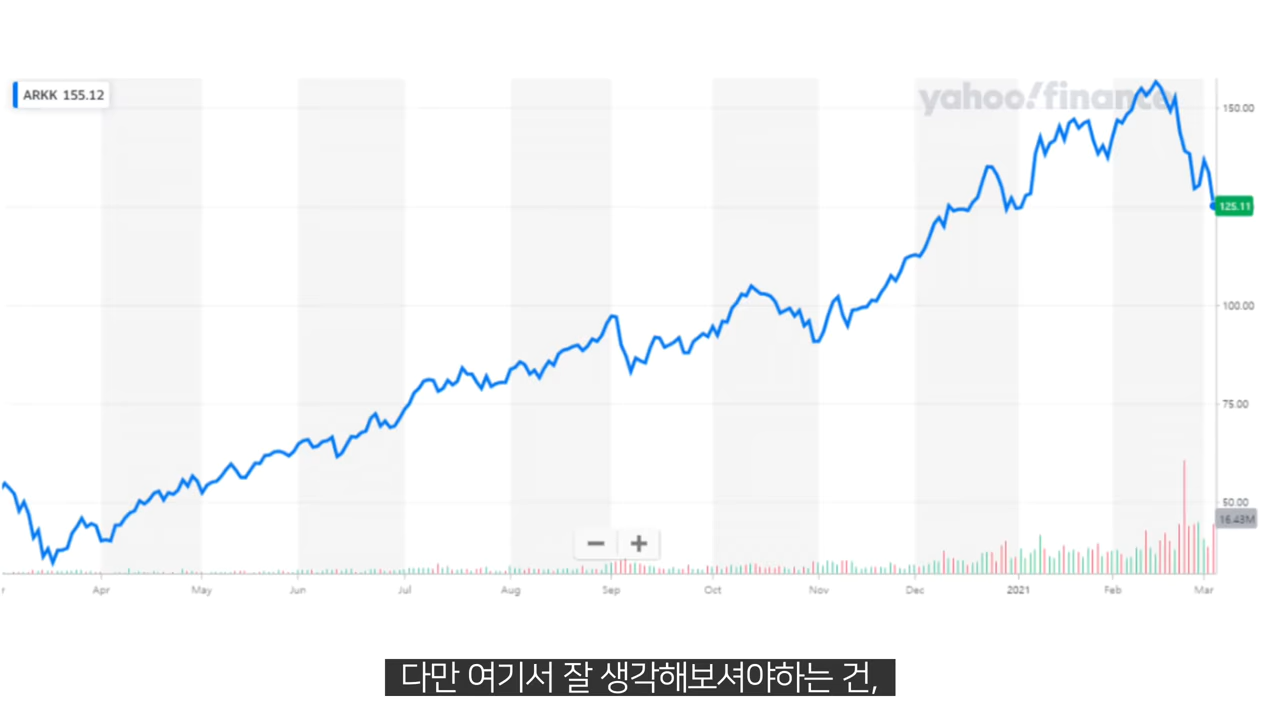 ARKK 155.12
yahoo!finance
150.00
125.11
100.00
75.00
50.00
16.43M
Apr May Jun Jul Aug Sep Oct Nov Dec 2021 Feb Mar
다만 여기서 잘 생각해보셔야하는 건,